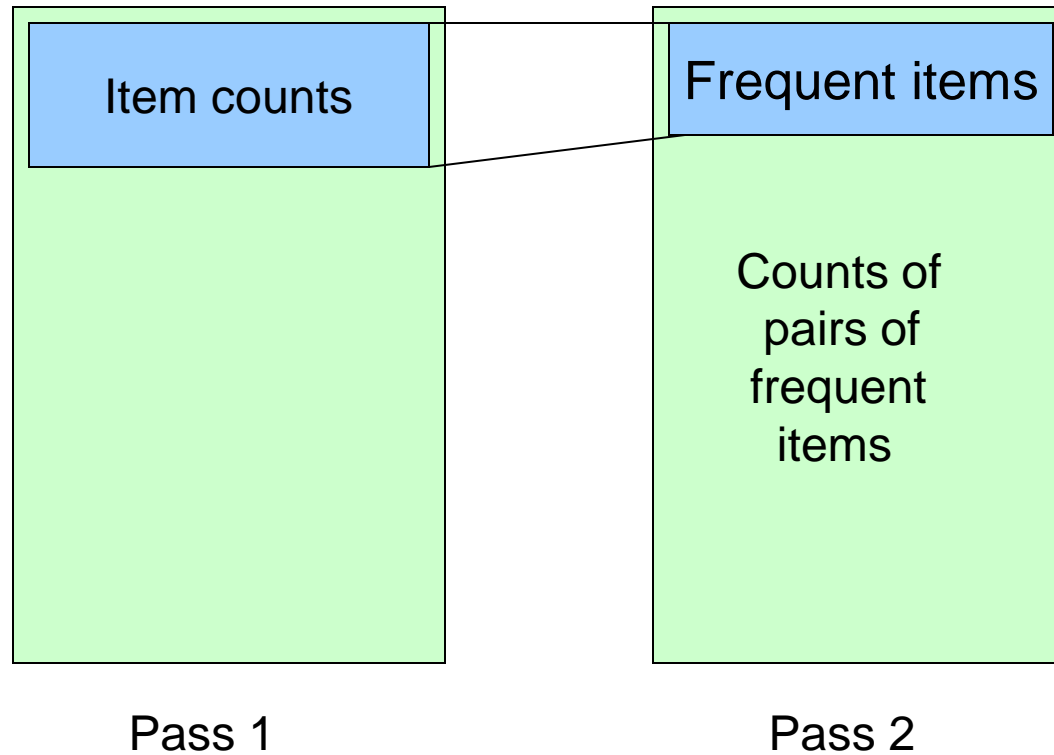 Item counts
Frequent items
Counts of
pairs of
frequent
items
Pass 1
Pass 2